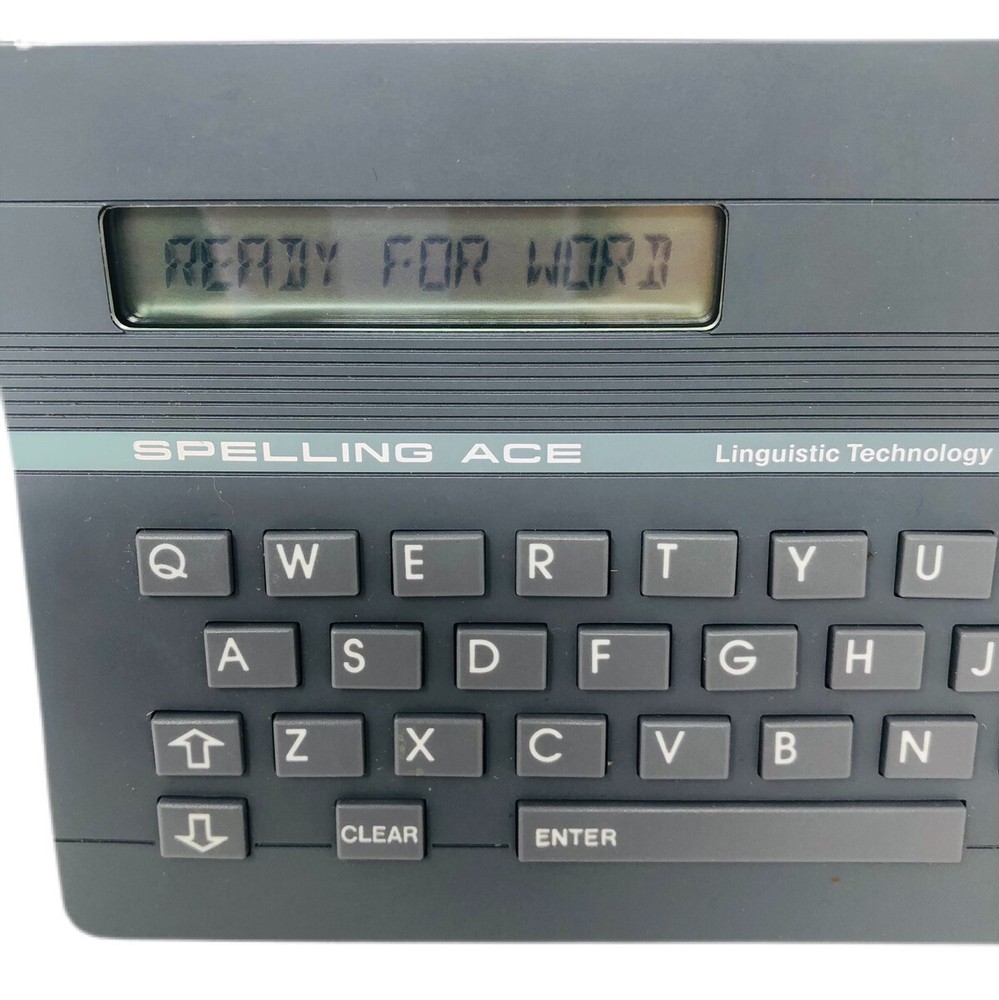 READY FOR WORD
SPELLING ACE Linguistic Technology
Q W E R T Y U
A S D F G H J
Z X C V B N
CLEAR ENTER